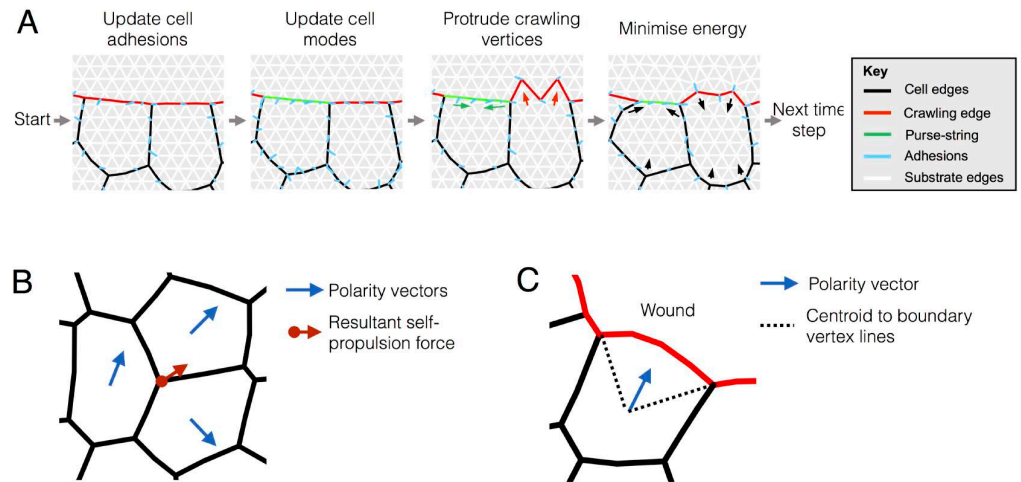 A
Update cell
adhesions
Update cell
modes
Protrude crawling
vertices
Minimise energy
Start
Next time
step
Key
Cell edges
Crawling edge
Purse-string
Adhesions
Substrate edges
B
Polarity vectors
Resultant self-
propulsion force
C
Wound
Polarity vector
Centroid to boundary
vertex lines